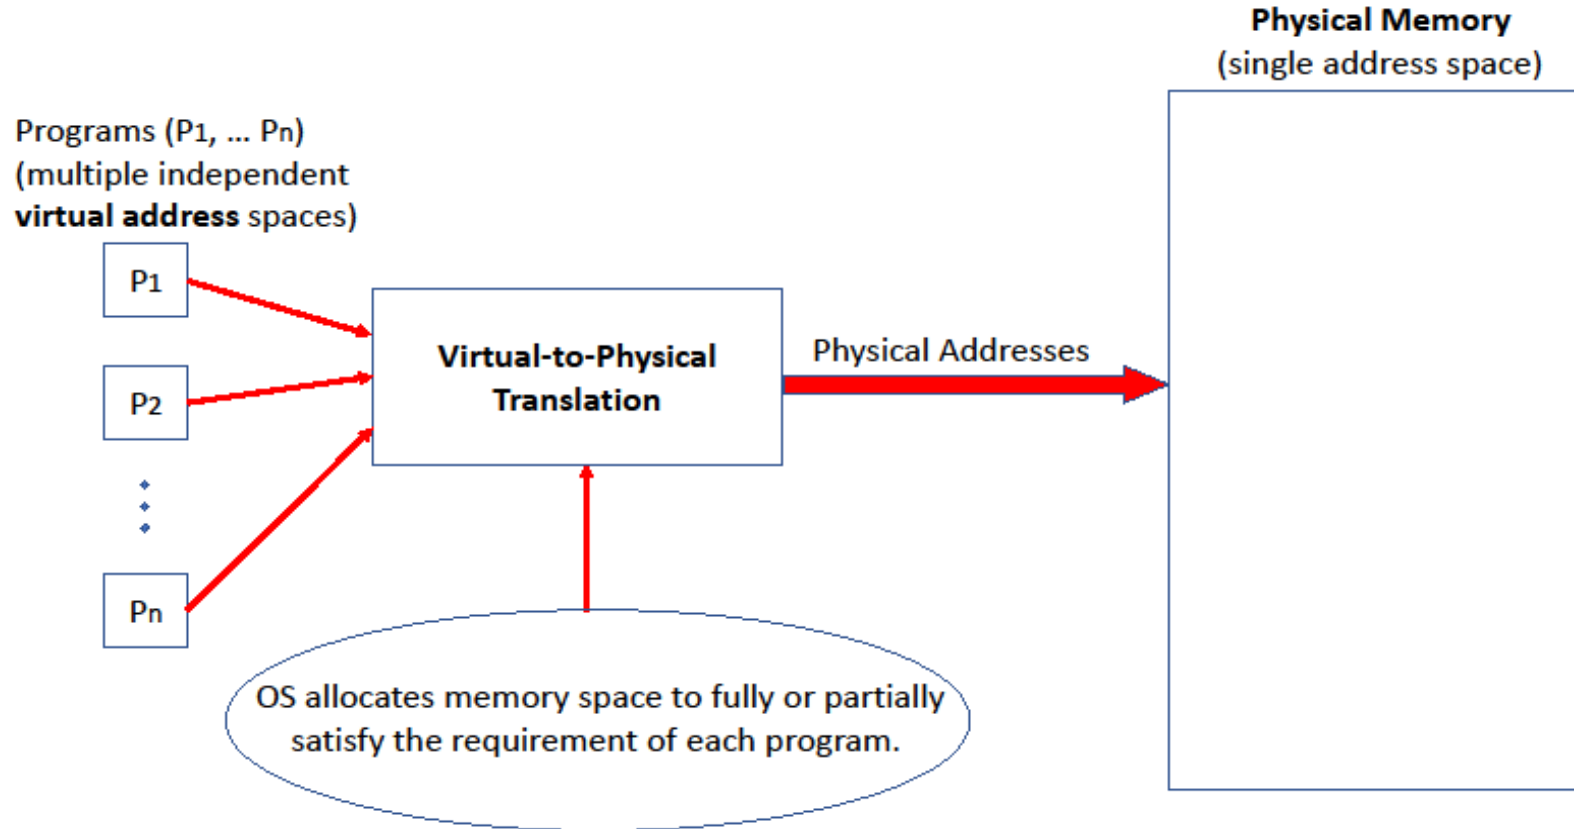 Physical Memory
(single address space)
Programs (P1, ... Pn)
(multiple independent
virtual address spaces)
P1
P2
Pn
Virtual-to-Physical
Translation
Physical Addresses
OS allocates memory space to fully or partially
satisfy the requirement of each program.